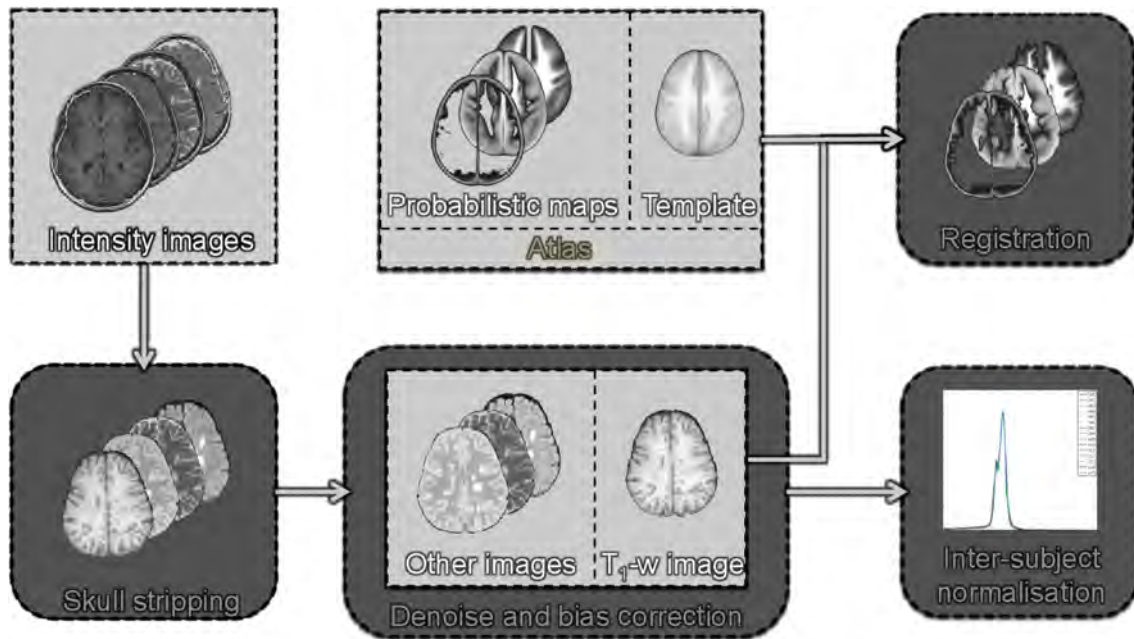 Intensity images
Probabilistic maps
Template
Atlas
Registration
Skull stripping
Other images
T₁-w image
Denoise and bias correction
Inter-subject
normalisation